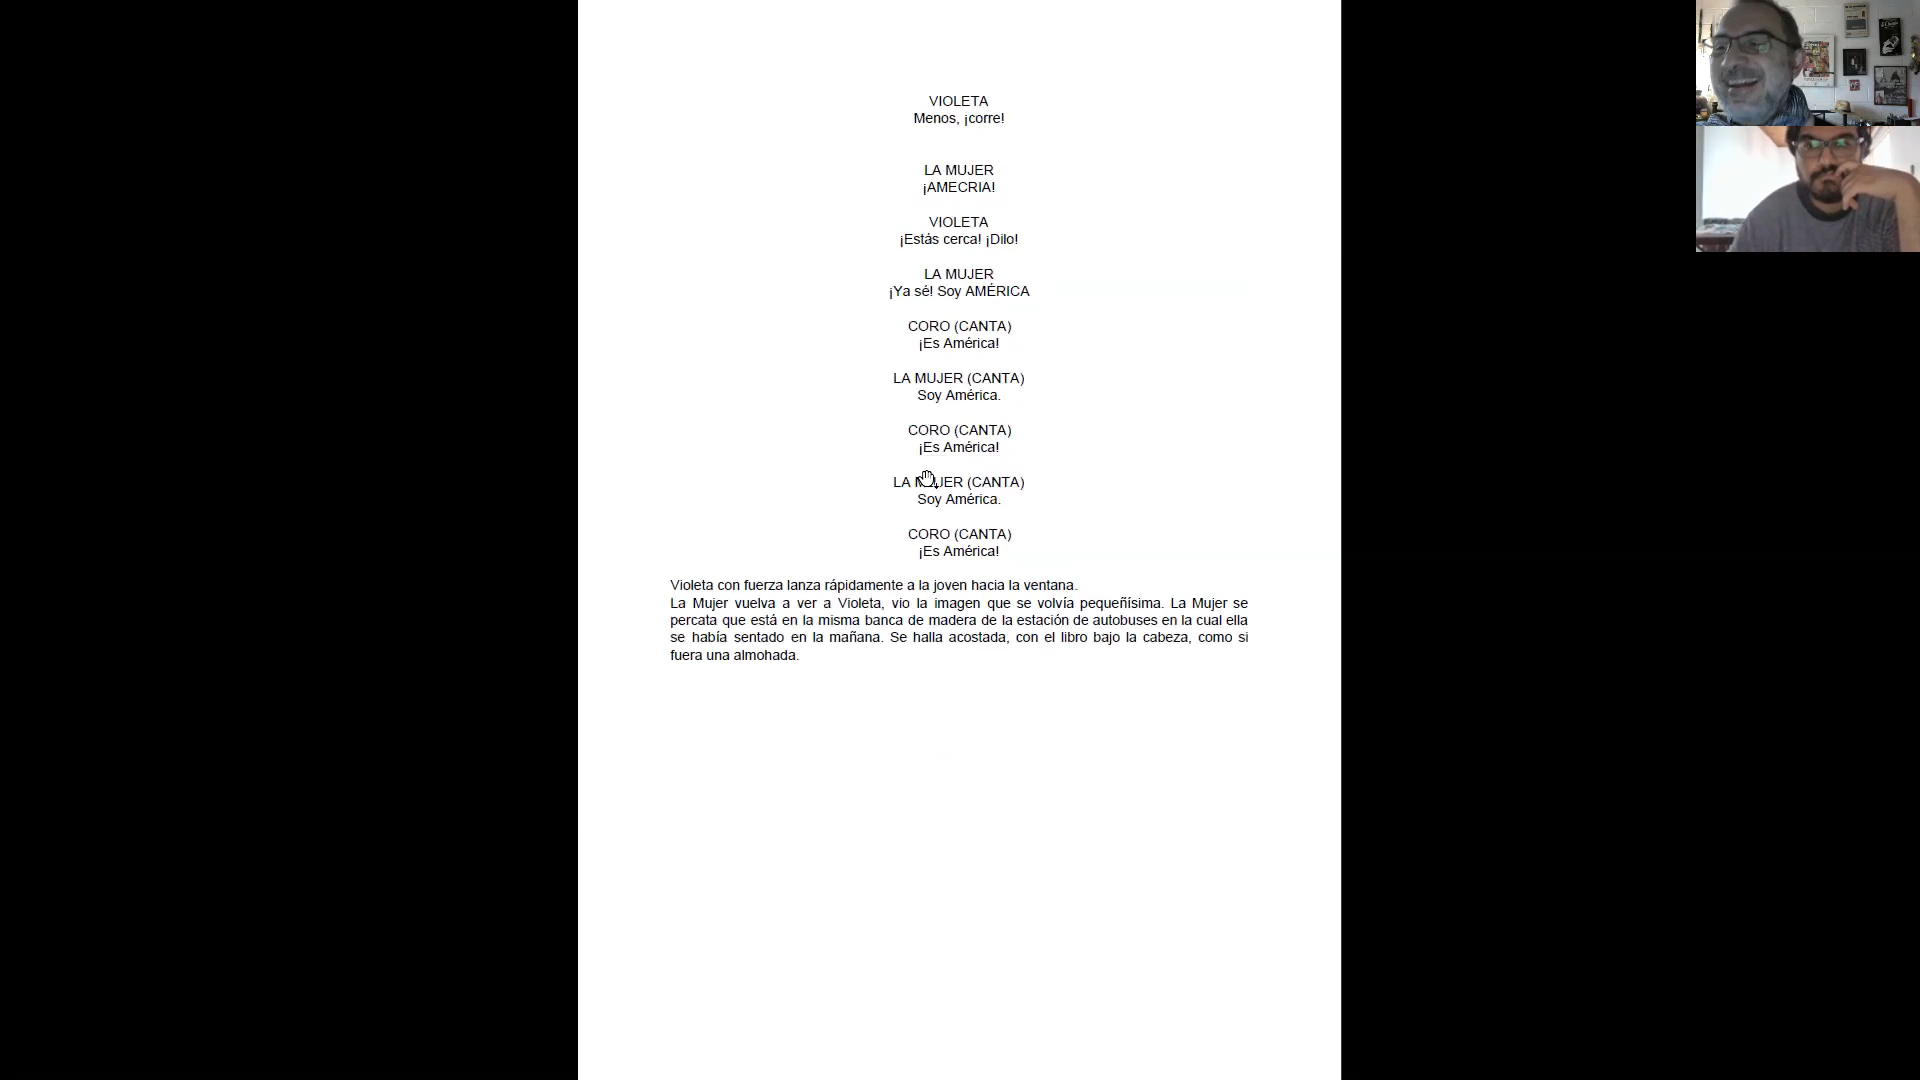 VIOLETA
Menos, ¡corre!
LA MUJER
¡AMECRIA!
VIOLETA
¡Estás cerca! ¡Dilo!
LA MUJER
¡Ya sé! Soy AMÉRICA
CORO (CANTA)
¡Es América!
LA MUJER (CANTA)
Soy América.
CORO (CANTA)
¡Es América!
LA MUJER (CANTA)
Soy América.
CORO (CANTA)
¡Es América!
Violeta con fuerza lanza rápidamente a la joven hacia la ventana.
La Mujer vuelva a ver a Violeta, vio la imagen que se volvía pequeñísima. La Mujer se
percata que está en la misma banca de madera de la estación de autobuses en la cual ella
se había sentado en la mañana. Se halla acostada, con el libro bajo la cabeza, como si
fuera una almohada.